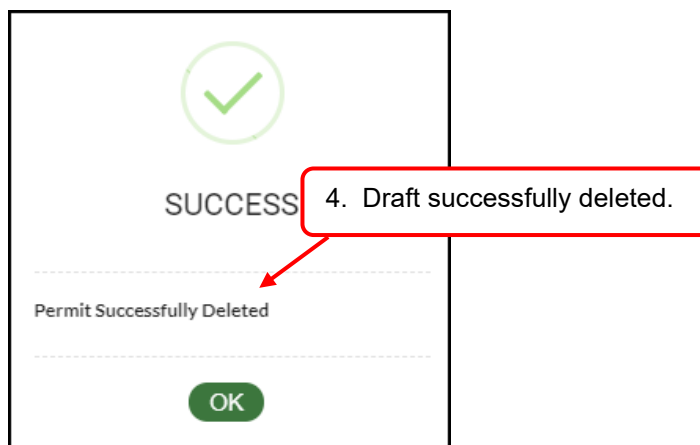 SUCCESS
4. Draft successfully deleted.
Permit Successfully Deleted
OK